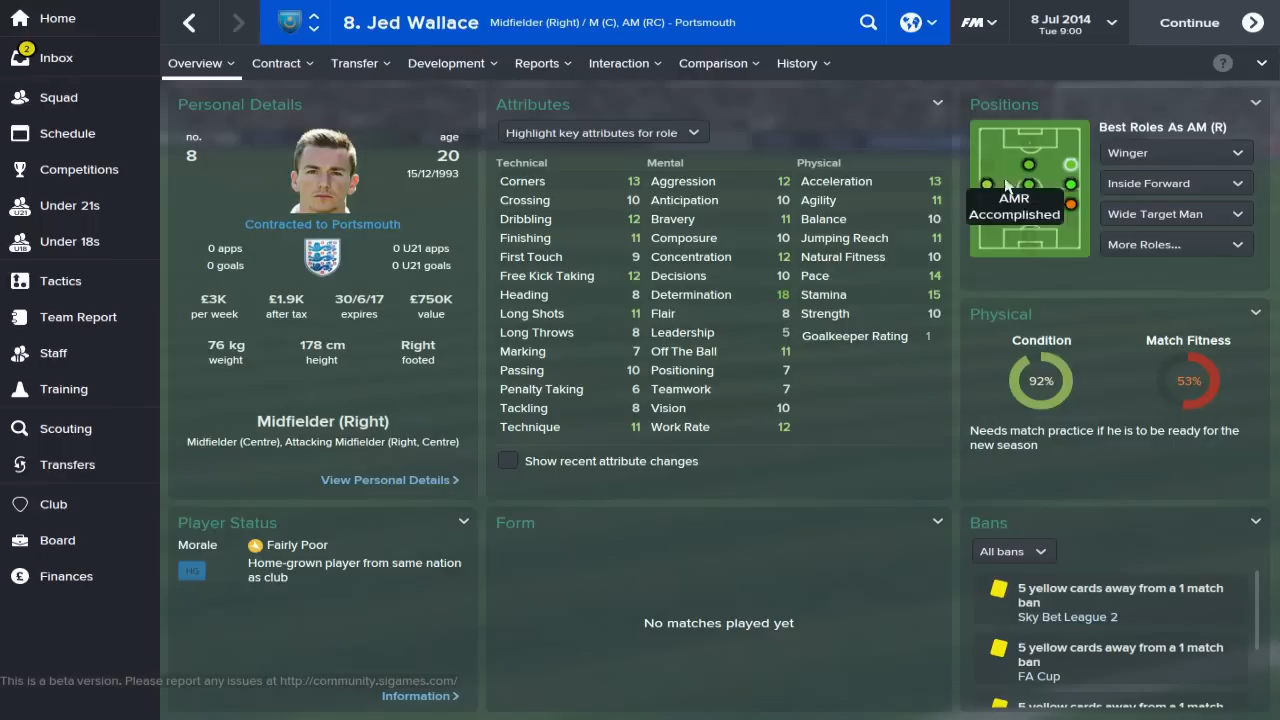 Home
2
Inbox
Squad
Schedule
Competitions
U21
Under 21s
U18
Under 18s
Tactics
Team Report
Staff
Training
Scouting
Transfers
Club
Board
Finances
8. Jed Wallace
Midfielder (Right) / M (C), AM (RC) - Portsmouth
FM
8 Jul 2014
Tue 9:00
Continue
Overview
Contract
Transfer
Development
Reports
Interaction
Comparison
History
?
Personal Details
no.
8
age
20
15/12/1993
Contracted to Portsmouth
0 apps
0 goals
0 U21 apps
0 U21 goals
£3K
per week
£1.9K
after tax
30/6/17
expires
£750K
value
76 kg
weight
178 cm
height
Right
footed
Midfielder (Right)
Midfielder (Centre), Attacking Midfielder (Right, Centre)
View Personal Details >
Attributes
Highlight key attributes for role
Technical
Corners 13
Crossing 10
Dribbling 12
Finishing 11
First Touch 9
Free Kick Taking 12
Heading 8
Long Shots 11
Long Throws 8
Marking 7
Passing 10
Penalty Taking 6
Tackling 8
Technique 11
Mental
Aggression 12
Anticipation 10
Bravery 11
Composure 10
Concentration 12
Decisions 10
Determination 18
Flair 8
Leadership 5
Off The Ball 11
Positioning 7
Teamwork 7
Vision 10
Work Rate 12
Physical
Acceleration 13
Agility 11
Balance 10
Jumping Reach 11
Natural Fitness 10
Pace 14
Stamina 15
Strength 10
Goalkeeper Rating 1
Show recent attribute changes
Positions
AMR
Accomplished
Best Roles As AM (R)
Winger
Inside Forward
Wide Target Man
More Roles...
Physical
Condition
92%
Match Fitness
53%
Needs match practice if he is to be ready for the
new season
Player Status
Morale
Fairly Poor
HG
Home-grown player from same nation
as club
Information >
Form
No matches played yet
Bans
All bans
5 yellow cards away from a 1 match
ban
Sky Bet League 2
5 yellow cards away from a 1 match
ban
FA Cup
5 yellow cards away from a 1 match
This is a beta version. Please report any issues at http://community.sigames.com/